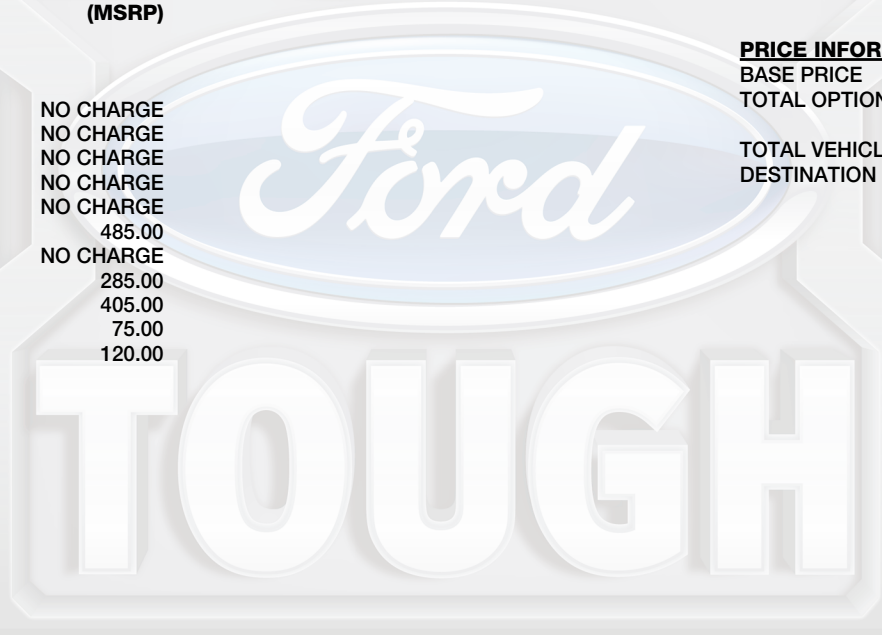 (MSRP)
NO CHARGE
NO CHARGE
NO CHARGE
NO CHARGE
NO CHARGE
485.00
NO CHARGE
285.00
405.00
75.00
120.00
PRICE INFOR
BASE PRICE
TOTAL OPTION
TOTAL VEHICL
DESTINATION
Ford
TOUGH